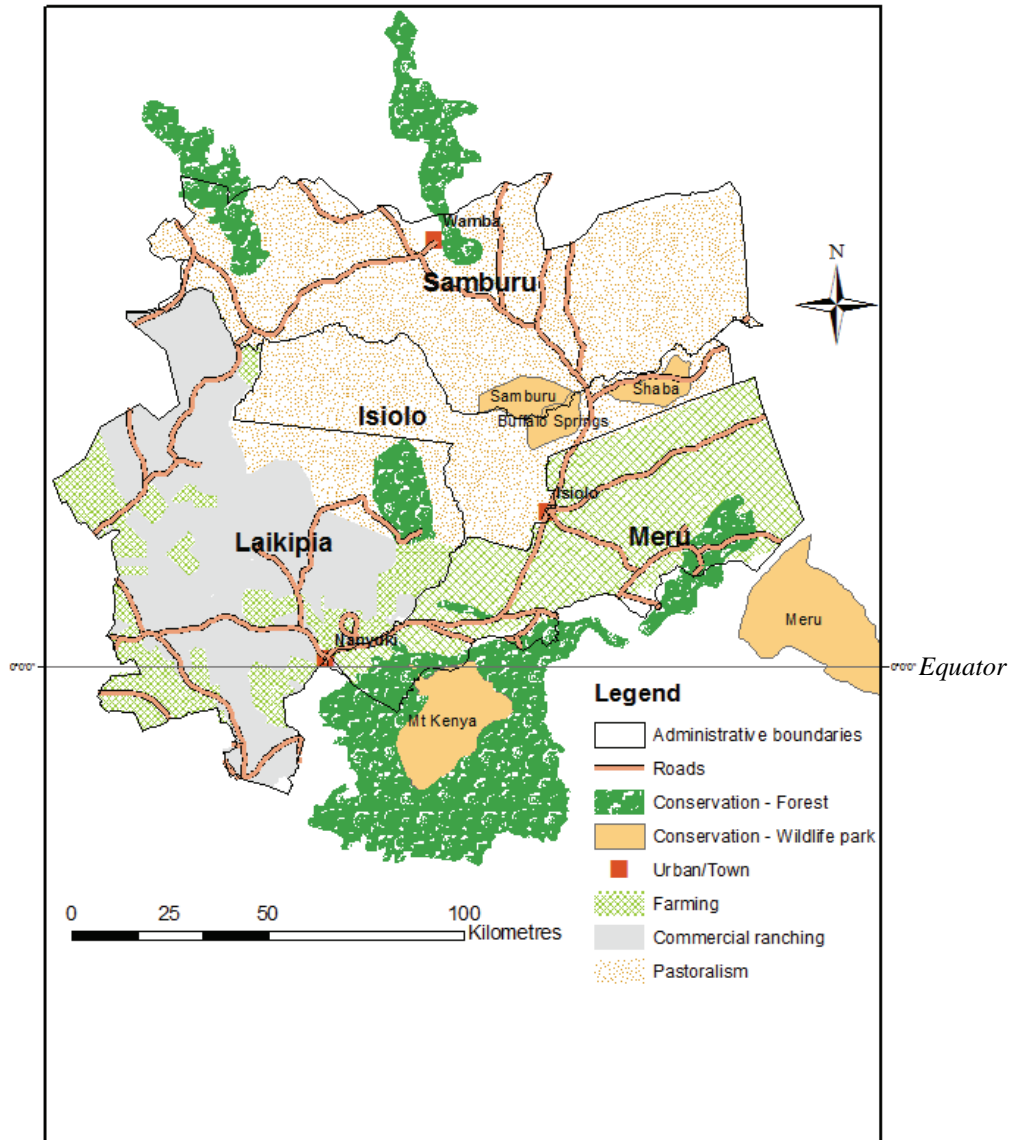 N
Wamba
Samburu
Samburu
Shaba
Buffalo Springs
Isiolo
Isiolo
Laikipia
Meru
Meru
Nanyuki
0°0'0"
0°0'0" Equator
Mt Kenya
Legend
Administrative boundaries
Roads
Conservation - Forest
Conservation - Wildlife park
Urban/Town
Farming
Commercial ranching
Pastoralism
0 25 50 100
Kilometres